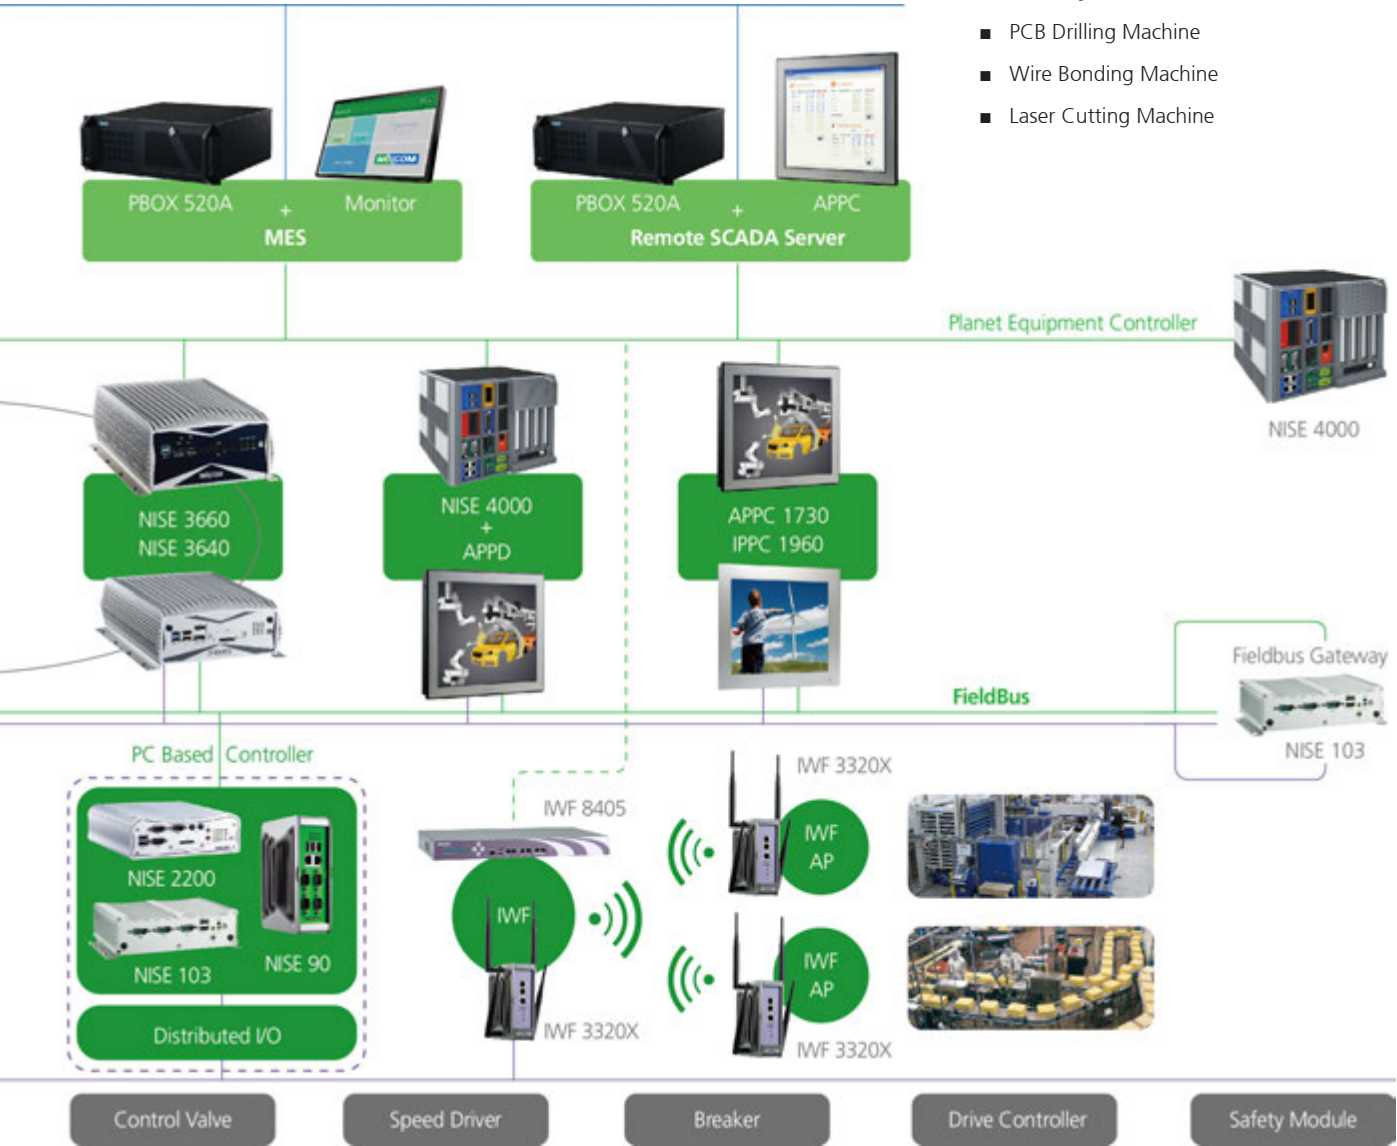 ■ PCB Drilling Machine
■ Wire Bonding Machine
■ Laser Cutting Machine
PBOX 520A
+
Monitor
MES
PBOX 520A
+
APPC
Remote SCADA Server
Planet Equipment Controller
NISE 4000
NISE 3660
NISE 3640
NISE 4000
+
APPD
APPC 1730
IPPC 1960
Fieldbus Gateway
NISE 103
FieldBus
PC Based Controller
NISE 2200
NISE 103
NISE 90
Distributed I/O
IWF 8405
IWF
IWF 3320X
IWF 3320X
IWF
AP
IWF
AP
IWF 3320X
Control Valve
Speed Driver
Breaker
Drive Controller
Safety Module